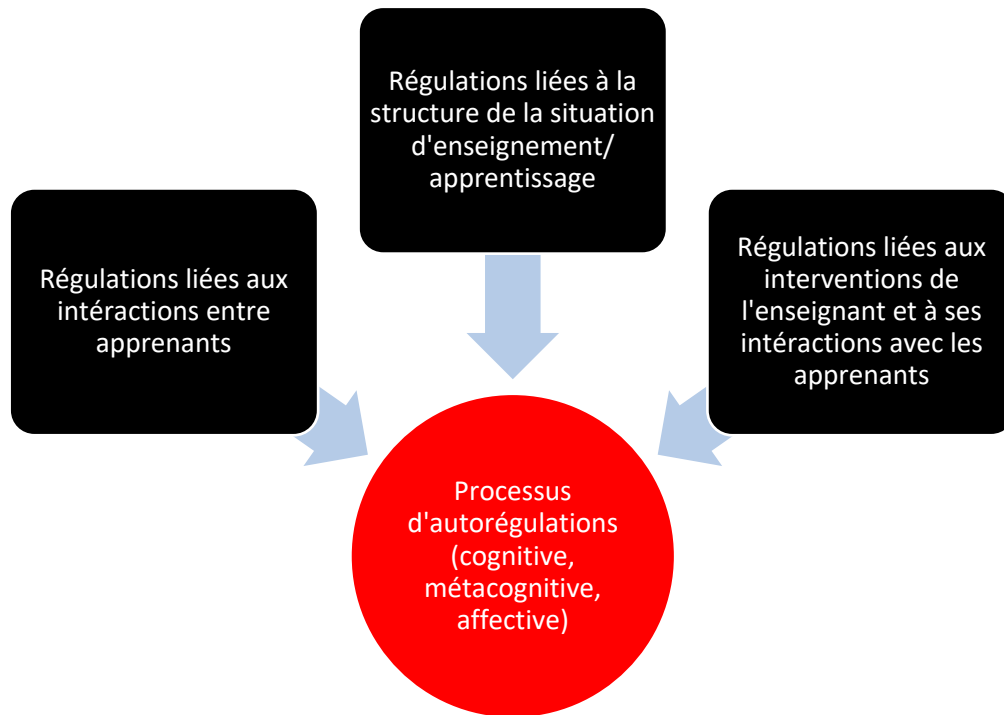 Régulations liées à la
structure de la situation
d'enseignement/
apprentissage
Régulations liées aux
intéractions entre
apprenants
Régulations liées aux
interventions de
l'enseignant et à ses
intéractions avec les
apprenants
Processus
d'autorégulations
(cognitive,
métacognitive,
affective)